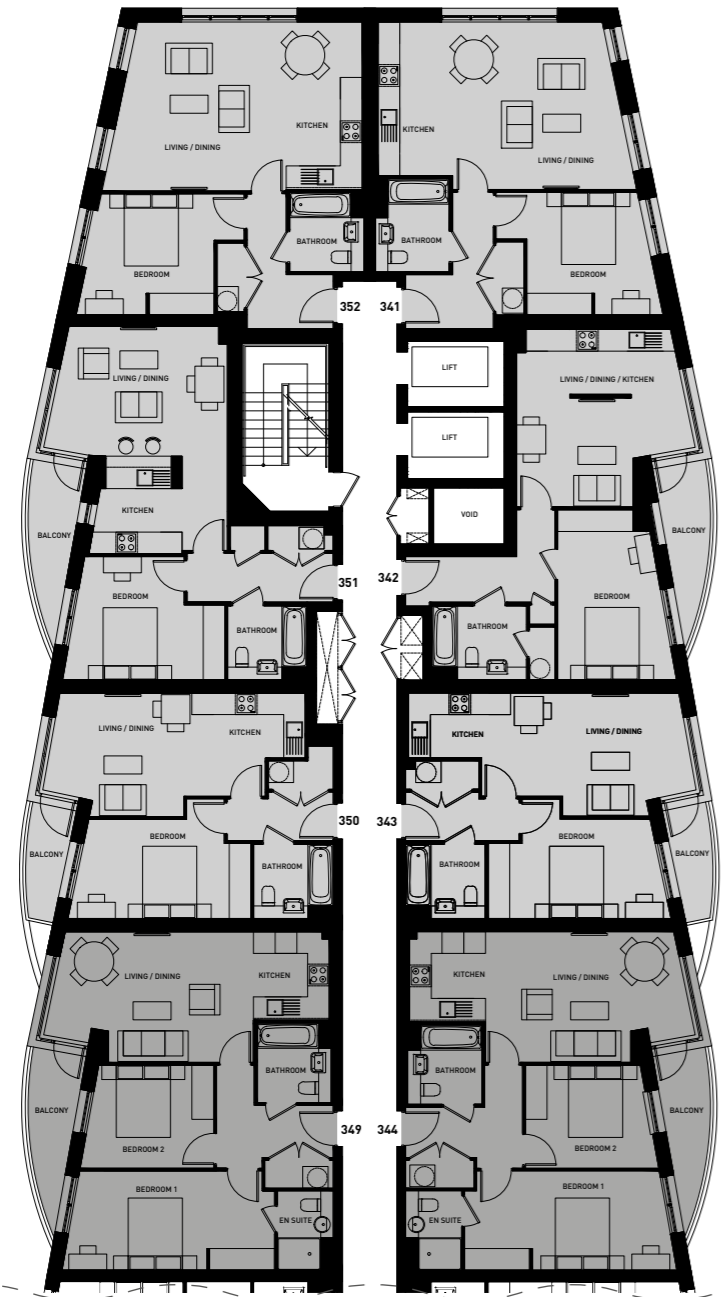 KITCHEN
LIVING / DINING
KITCHEN
LIVING / DINING
BATHROOM
BATHROOM
BEDROOM
BEDROOM
352
341
LIFT
LIVING / DINING
LIVING / DINING / KITCHEN
LIFT
KITCHEN
VOID
BALCONY
BALCONY
351
342
BEDROOM
BEDROOM
BATHROOM
BATHROOM
LIVING / DINING
KITCHEN
KITCHEN
LIVING / DINING
350
343
BEDROOM
BEDROOM
BALCONY
BALCONY
BATHROOM
BATHROOM
LIVING / DINING
KITCHEN
KITCHEN
LIVING / DINING
BATHROOM
BATHROOM
BALCONY
BALCONY
349
344
BEDROOM 2
BEDROOM 2
BEDROOM 1
BEDROOM 1
EN SUITE
EN SUITE